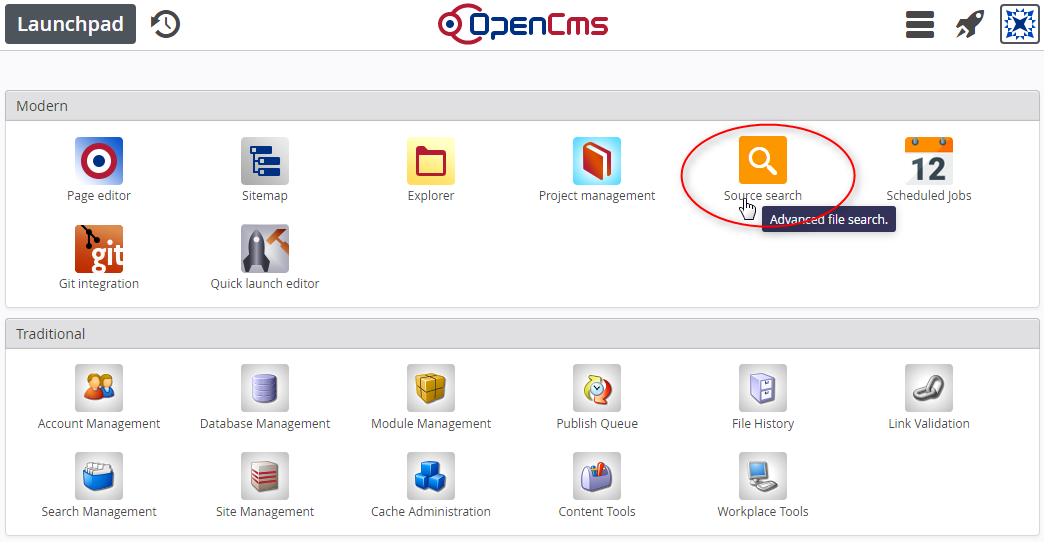 Launchpad
OpenCms
Modern
Page editor
Sitemap
Explorer
Project management
Source search
12
Scheduled Jobs
Advanced file search.
git
Git integration
Quick launch editor
Traditional
Account Management
Database Management
Module Management
Publish Queue
File History
Link Validation
Search Management
Site Management
Cache Administration
Content Tools
Workplace Tools